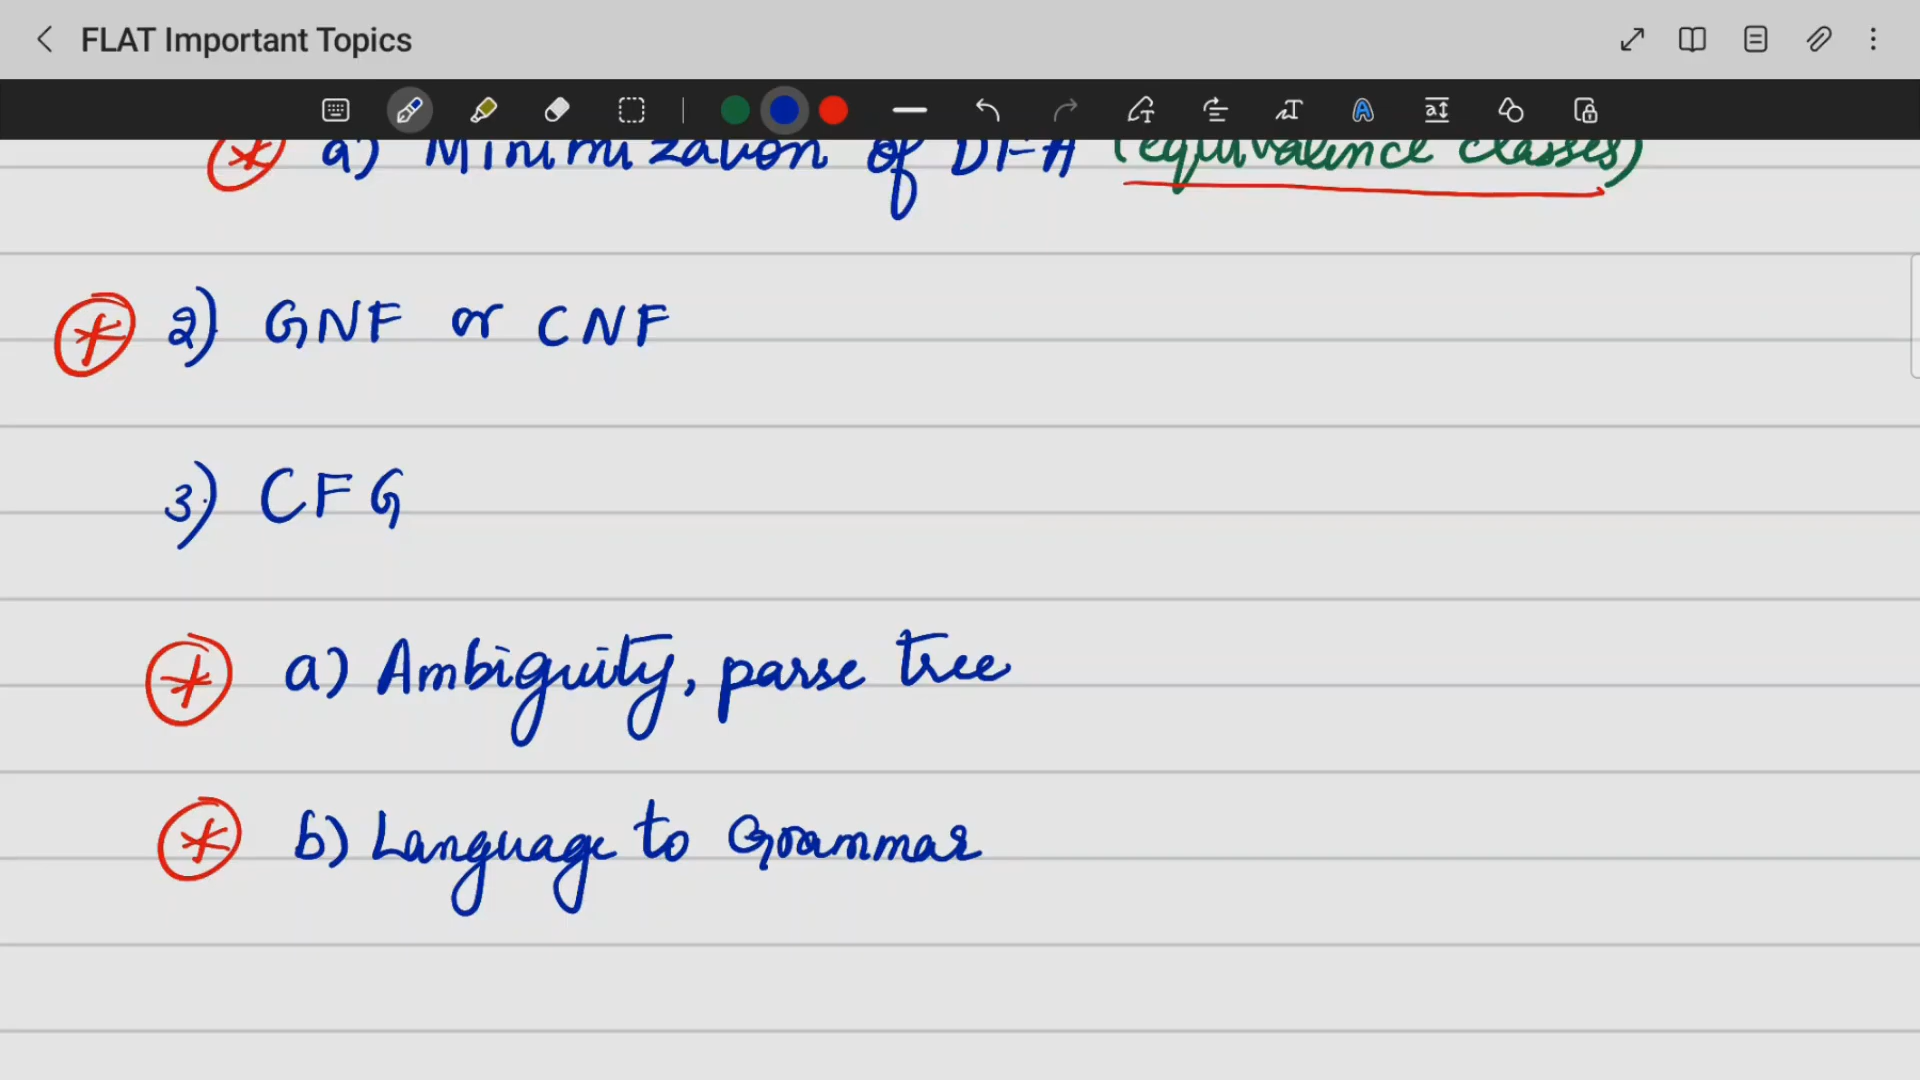 FLAT Important Topics
* a) Minimization of DFA (equivalence classes)
* 2) GNF or CNF
3) CFG
* a) Ambiguity, parse tree
* b) Language to Grammar